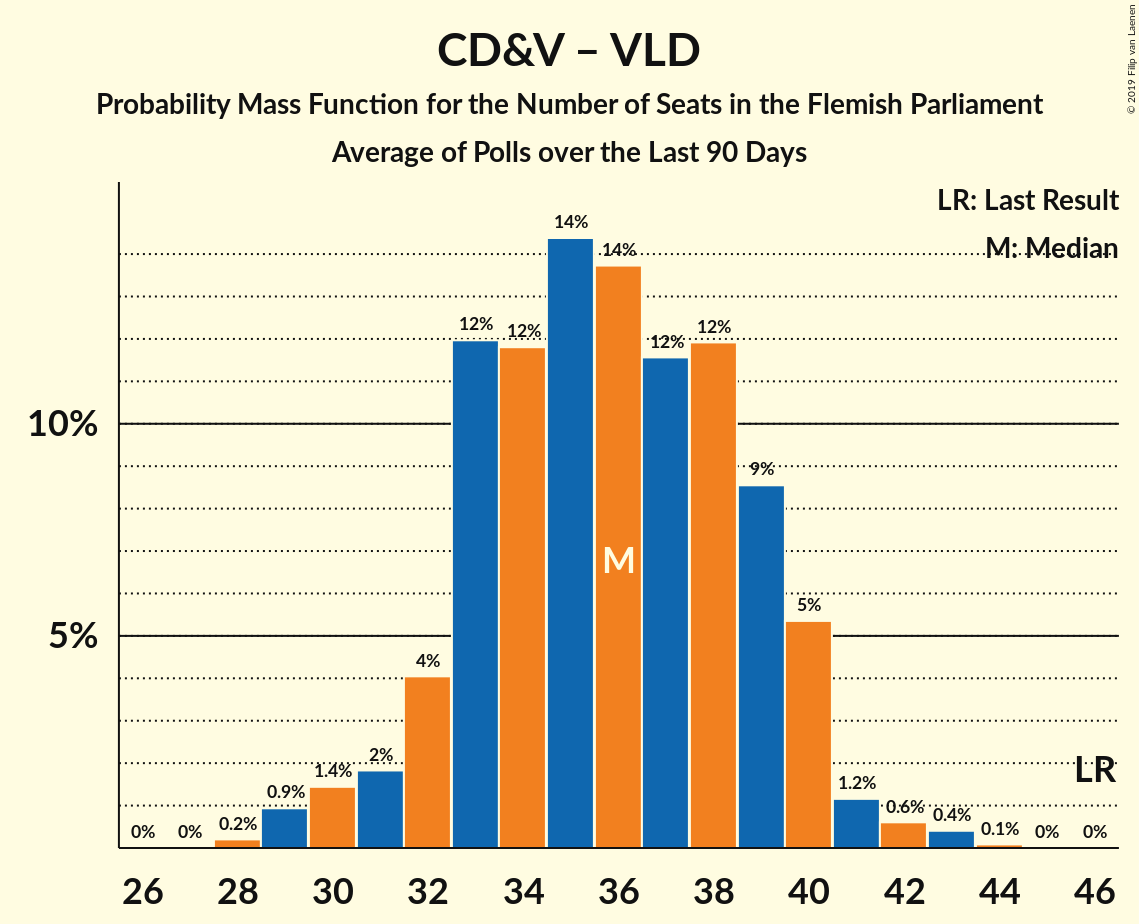 CD&V – VLD
Probability Mass Function for the Number of Seats in the Flemish Parliament
Average of Polls over the Last 90 Days
© 2019 Filip van Laenen
LR: Last Result
M: Median
10%
5%
0% 0% 0.2% 0.9% 1.4% 2% 4% 12% 12% 14% 14% 12% 12% 9% 5% 1.2% 0.6% 0.4% 0.1% 0% 0%
M
LR
26 28 30 32 34 36 38 40 42 44 46